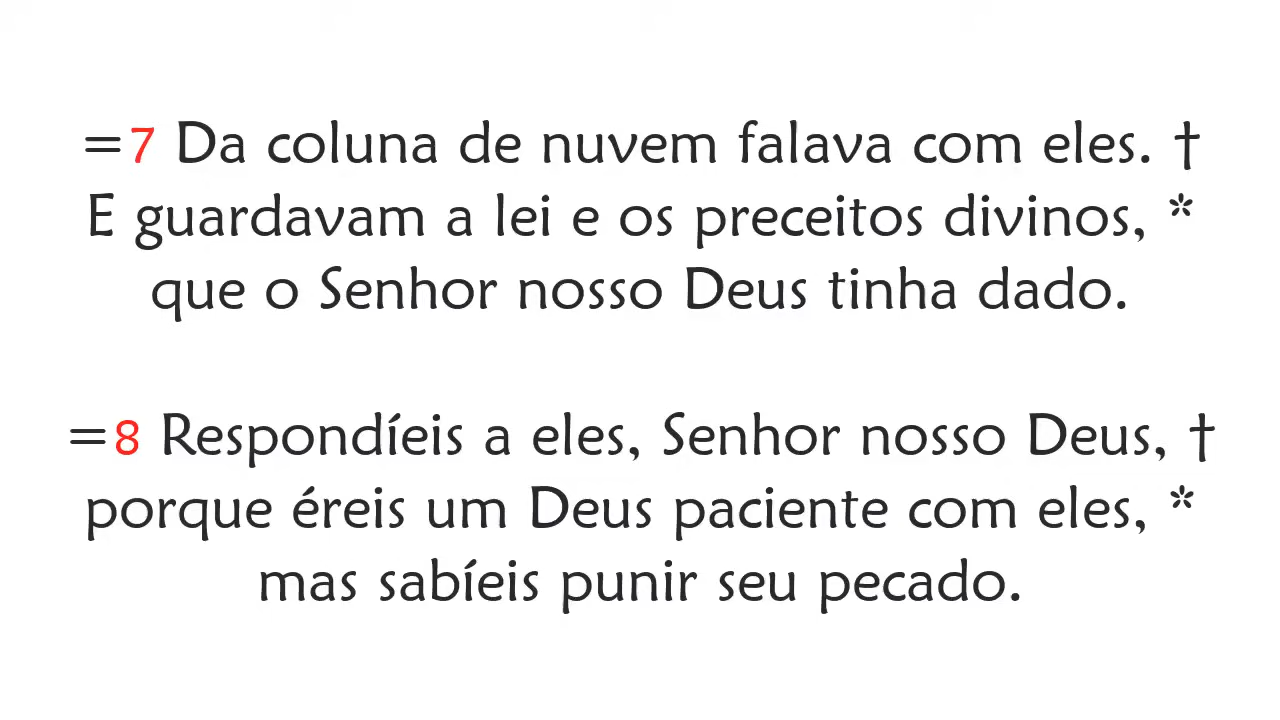 =7 Da coluna de nuvem falava com eles. †
E guardavam a lei e os preceitos divinos, *
que o Senhor nosso Deus tinha dado.
=8 Respondíeis a eles, Senhor nosso Deus, †
porque éreis um Deus paciente com eles, *
mas sabíeis punir seu pecado.